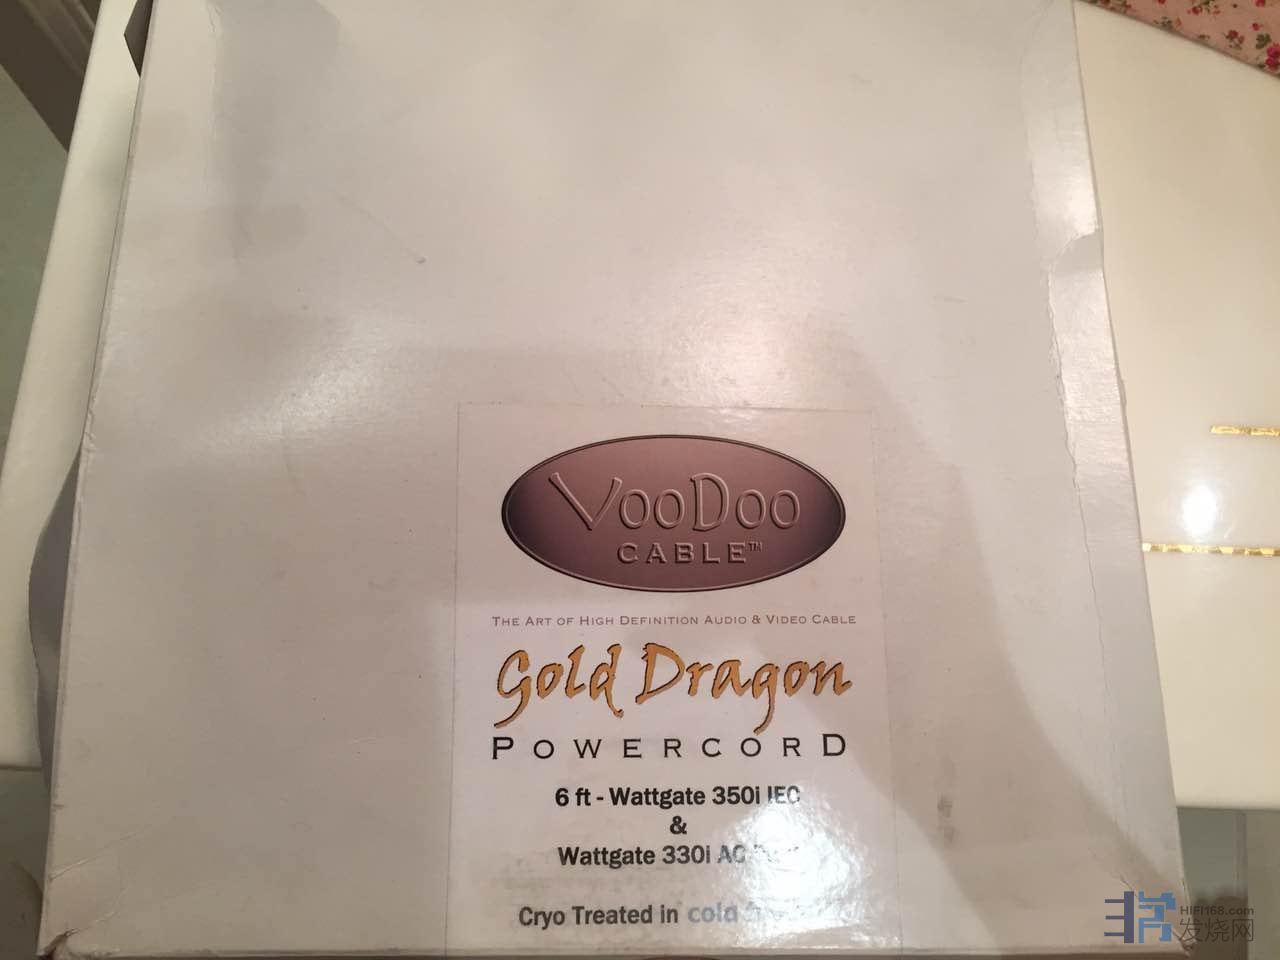 VOODOO
CABLE™
THE ART OF HIGH DEFINITION AUDIO & VIDEO CABLE
Gold Dragon
POWERCORD
6 ft - Wattgate 350i IEC
&
Wattgate 330i AC
Cryo Treated in cold
HIFI168.com
发烧网